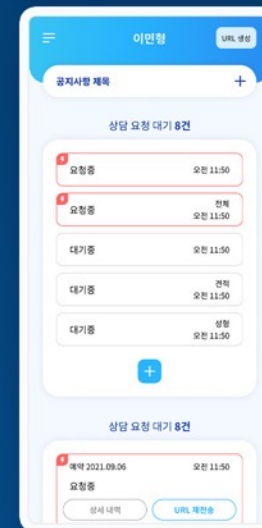 이민형
URL 생성
공지사항 제목
상담 요청 대기 8건
요청중 오전 11:50
요청중 전체
오전 11:50
대기중 오전 11:50
대기중 견적
오전 11:50
대기중 성형
오전 11:50
상담 요청 대기 8건
예약 2021.09.06 오전 11:50
요청중
상세 내역 URL 재전송